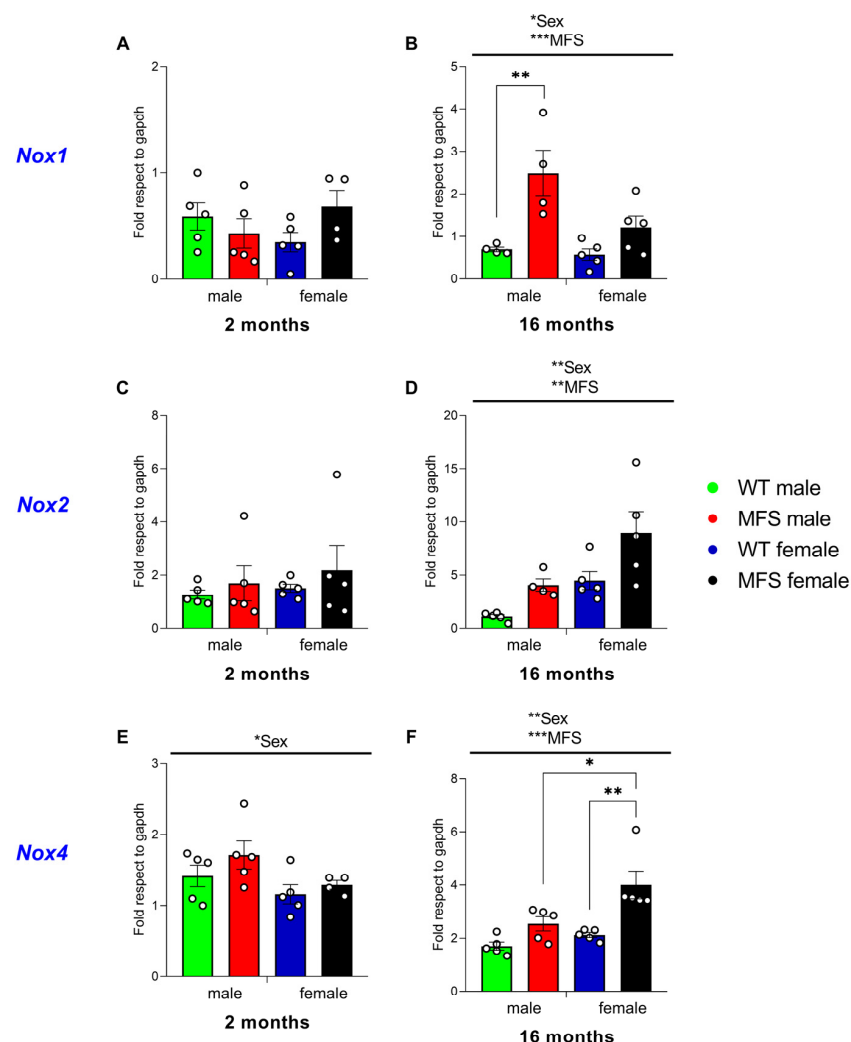 *Sex
***MFS
A
B
Nox1
Fold respect to gapdh
2
1
0
male
female
2 months
Fold respect to gapch
5
4
3
2
1
0
**
male
female
16 months
**Sex
**MFS
C
D
Nox2
Fold respect to gapdh
8
6
4
2
0
male
female
2 months
Fold respect to gapdh
20
15
10
5
0
male
female
16 months
WT male
MFS male
WT female
MFS female
E
*Sex
F
**Sex
***MFS
Nox4
Fold respect to gapdh
3
2
1
0
male
female
2 months
Fold respect to gapdh
8
6
4
2
0
*
**
male
female
16 months